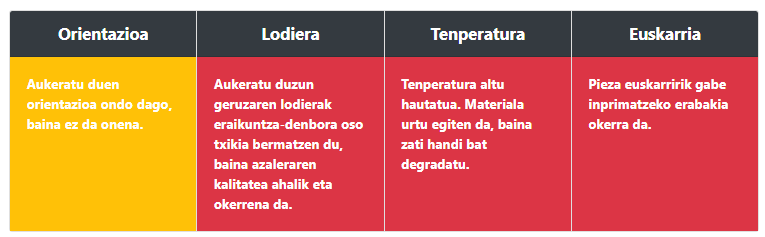 Orientazioa
Lodiera
Tenperatura
Euskarria
Aukeratu duen
orientazioa ondo dago,
baina ez da onena.
Aukeratu duzun
geruzaren lodierak
eraikuntza-denbora oso
txikia bermatzen du,
baina azaleraren
kalitatea ahalik eta
okerrena da.
Tenperatura altu
hautatua. Materiala
urtu egiten da, baina
zati handi bat
degradatu.
Pieza euskarririk gabe
inprimatzeko erabakia
okerra da.